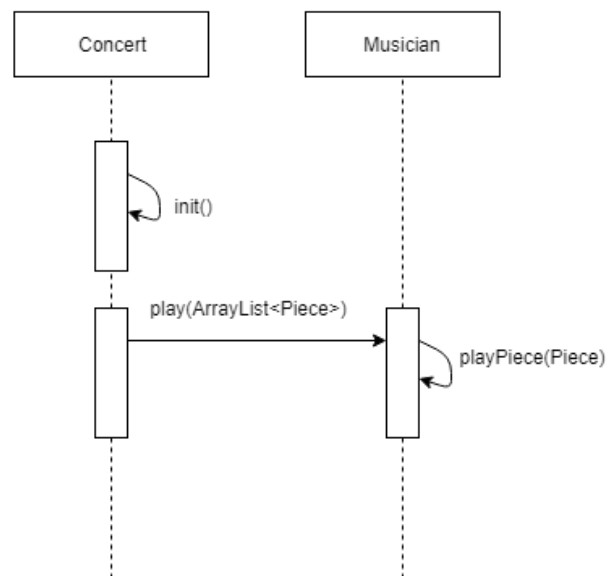 Concert
Musician
init()
play(ArrayList<Piece>)
playPiece(Piece)